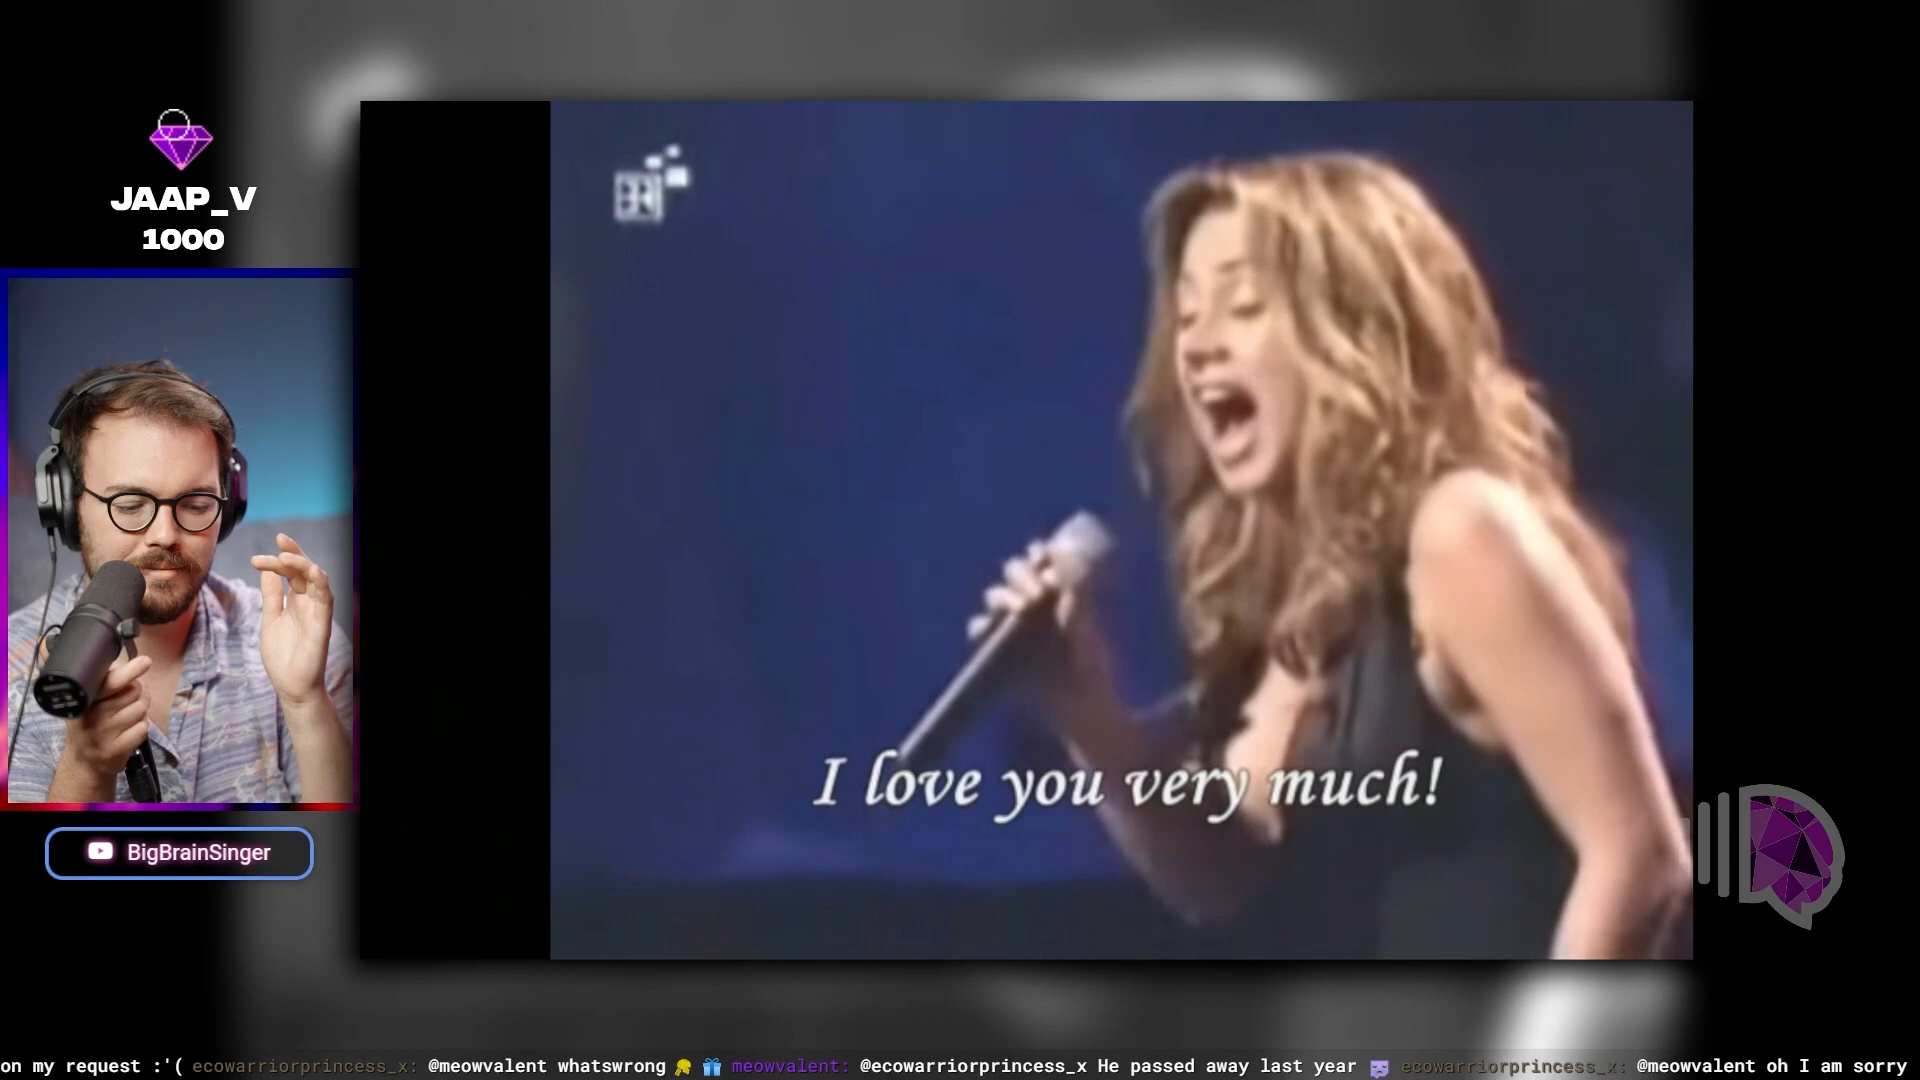 JAAP_V
1000
BigBrainSinger
I love you very much!
on my request :'( ecowarriorprincess_x: @meowvalent whatswrong meowvalent: @ecowarriorprincess_x He passed away last year ecowarriorprincess_x: @meowvalent oh I am sorry